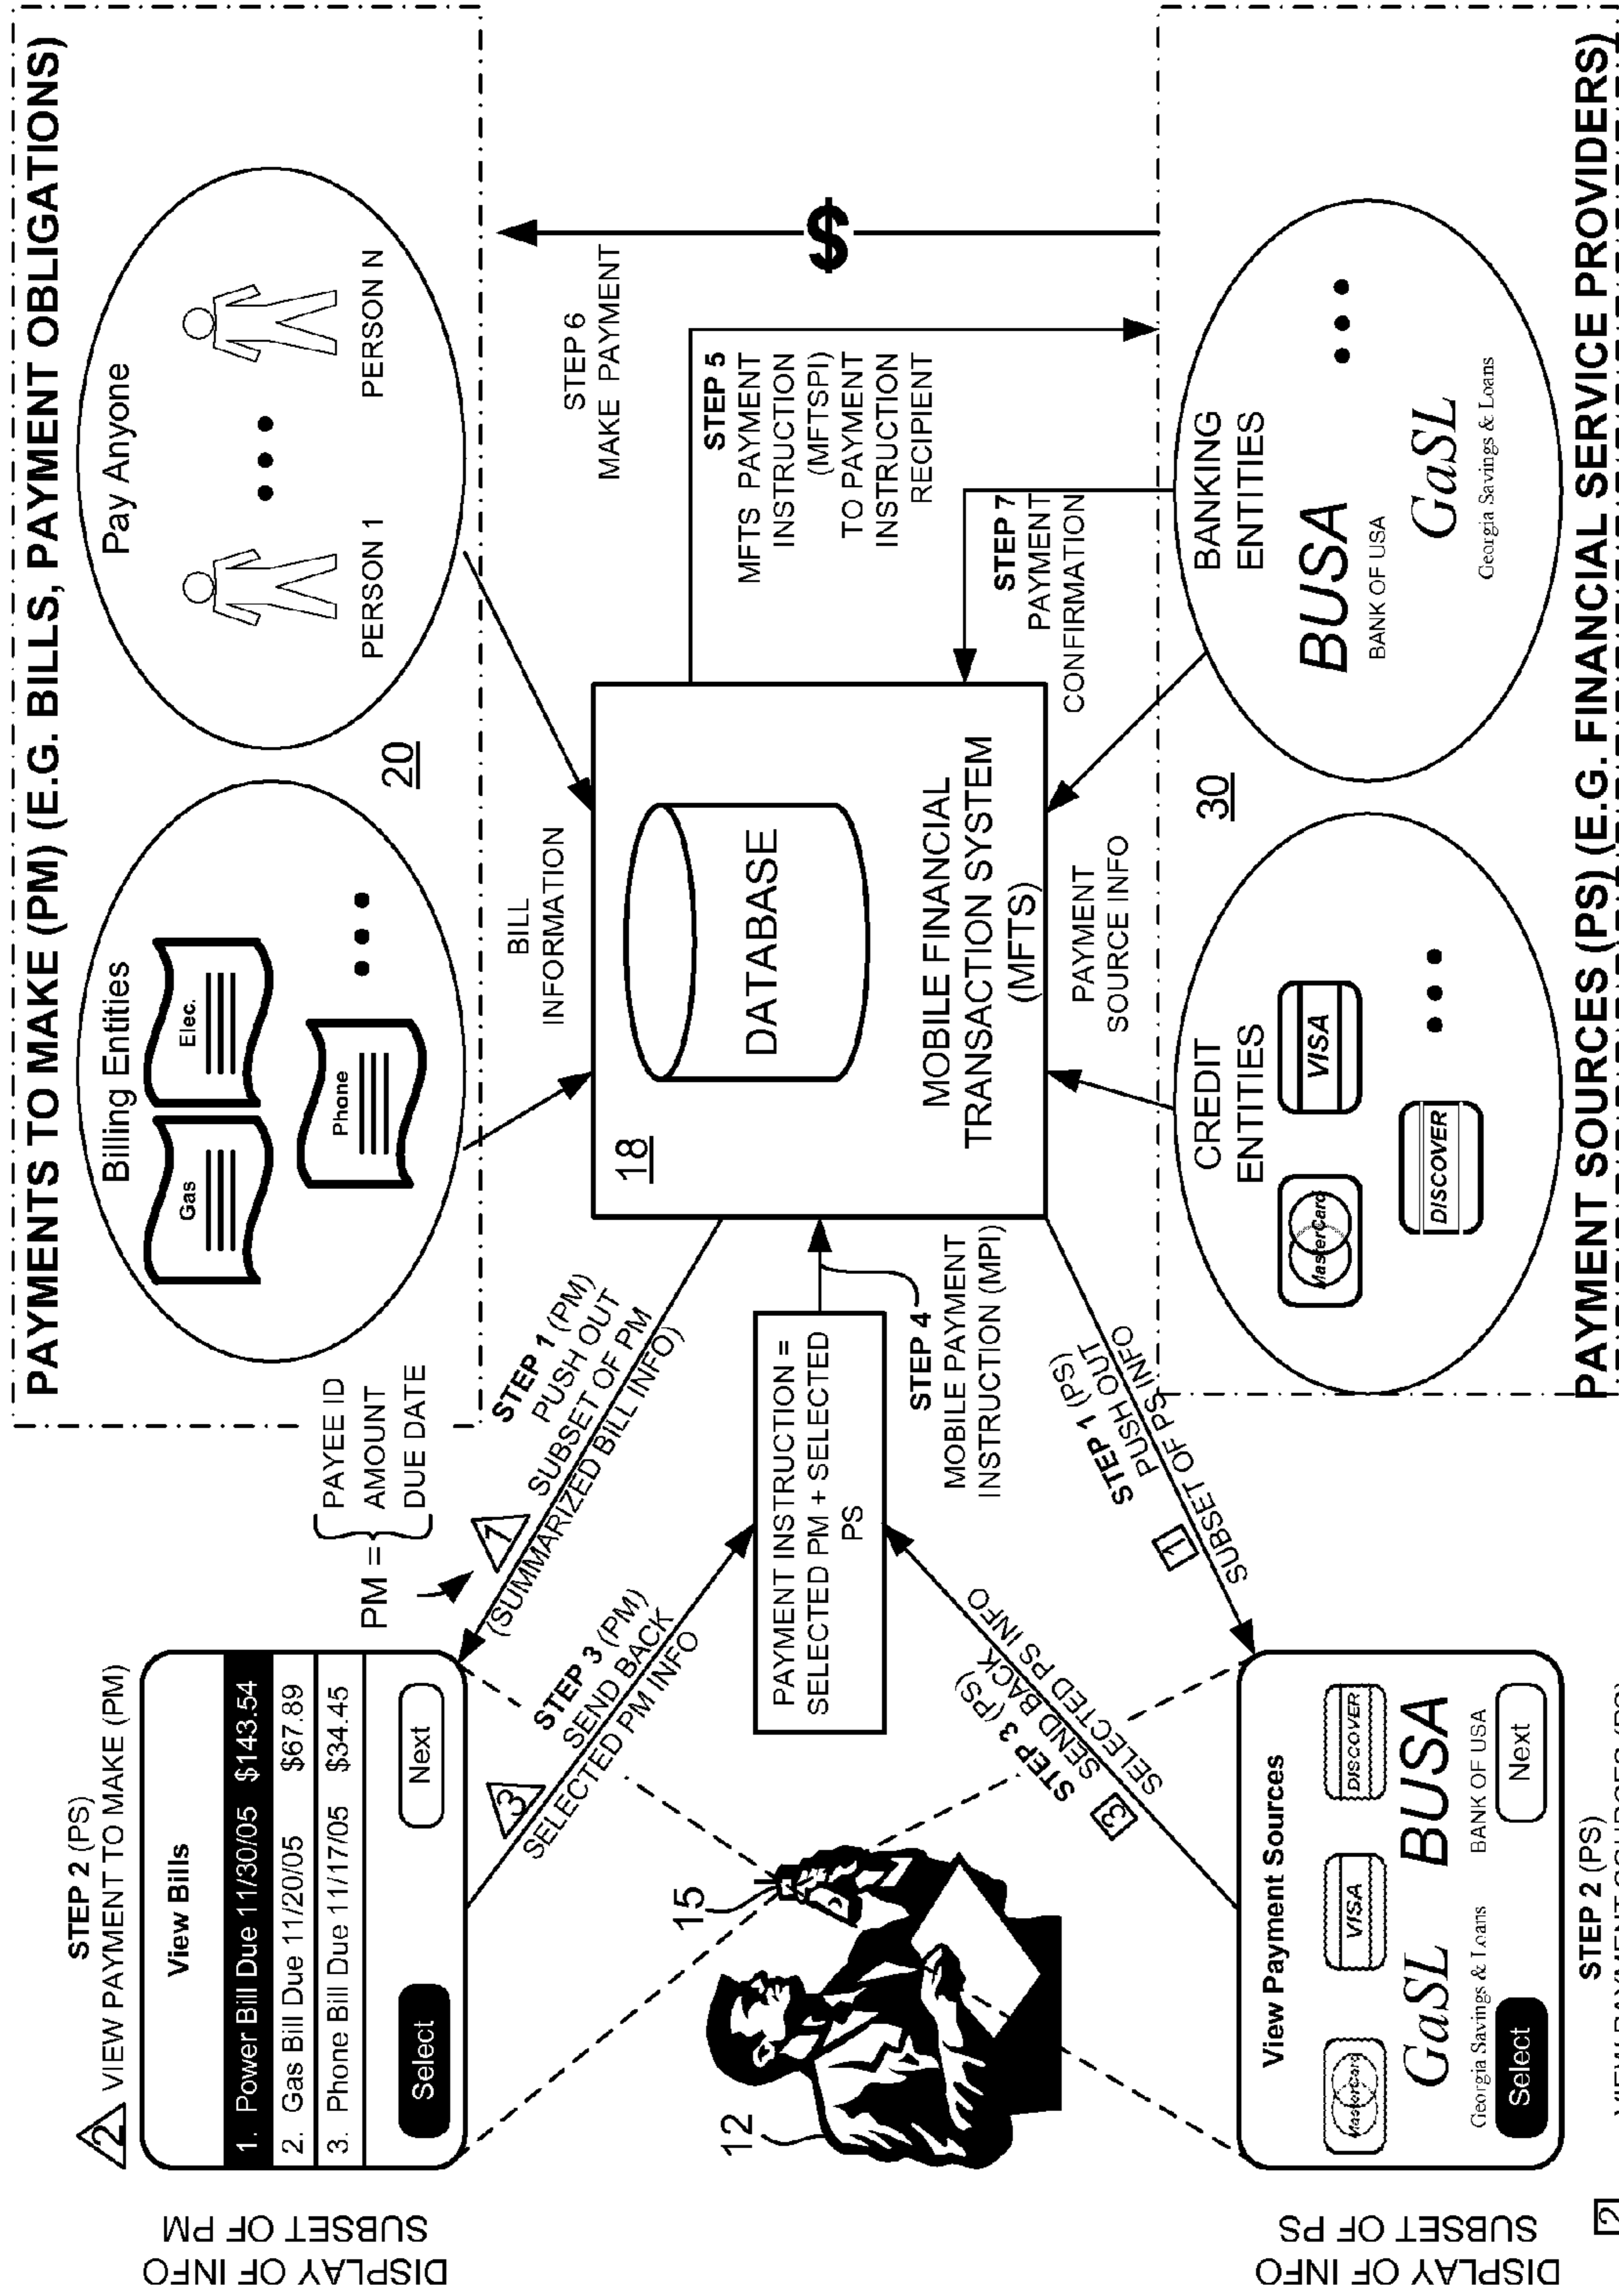 PAYMENTS TO MAKE (PM) (E.G. BILLS, PAYMENT OBLIGATIONS)
STEP 2 (PS)
2 VIEW PAYMENT TO MAKE (PM)
DISPLAY OF INFO
SUBSET OF PM
View Bills
1. Power Bill Due 11/30/05 $143.54
2. Gas Bill Due 11/20/05 $67.89
3. Phone Bill Due 11/17/05 $34.45
Select
Next
PM =
PAYEE ID
AMOUNT
DUE DATE
Billing Entities
Gas
Elec.
Phone
...
20
Pay Anyone
...
PERSON 1
PERSON N
1
STEP 1 (PM)
PUSH OUT
SUBSET OF PM
(SUMMARIZED BILL INFO)
3
STEP 3 (PM)
SEND BACK
SELECTED PM INFO
BILL
INFORMATION
STEP 6
MAKE PAYMENT
$
12
15
PAYMENT INSTRUCTION =
SELECTED PM + SELECTED
PS
STEP 4
MOBILE PAYMENT
INSTRUCTION (MPI)
18
DATABASE
MOBILE FINANCIAL
TRANSACTION SYSTEM
(MFTS)
STEP 5
MFTS PAYMENT
INSTRUCTION
(MFTSPI)
TO PAYMENT
INSTRUCTION
RECIPIENT
STEP 7
PAYMENT
CONFIRMATION
3
STEP 3 (PS)
SEND BACK
SELECTED PS INFO
1
STEP 1 (PS)
PUSH OUT
SUBSET OF PS INFO
PAYMENT
SOURCE INFO
DISPLAY OF INFO
SUBSET OF PS
View Payment Sources
MasterCard
VISA
DISCOVER
GaSL
Georgia Savings & Loans
BUSA
BANK OF USA
Select
Next
STEP 2 (PS)
2 VIEW PAYMENT SOURCES (PS)
CREDIT
ENTITIES
MasterCard
VISA
DISCOVER
...
30
BANKING
ENTITIES
BUSA
BANK OF USA
GaSL
Georgia Savings & Loans
...
PAYMENT SOURCES (PS) (E.G. FINANCIAL SERVICE PROVIDERS)